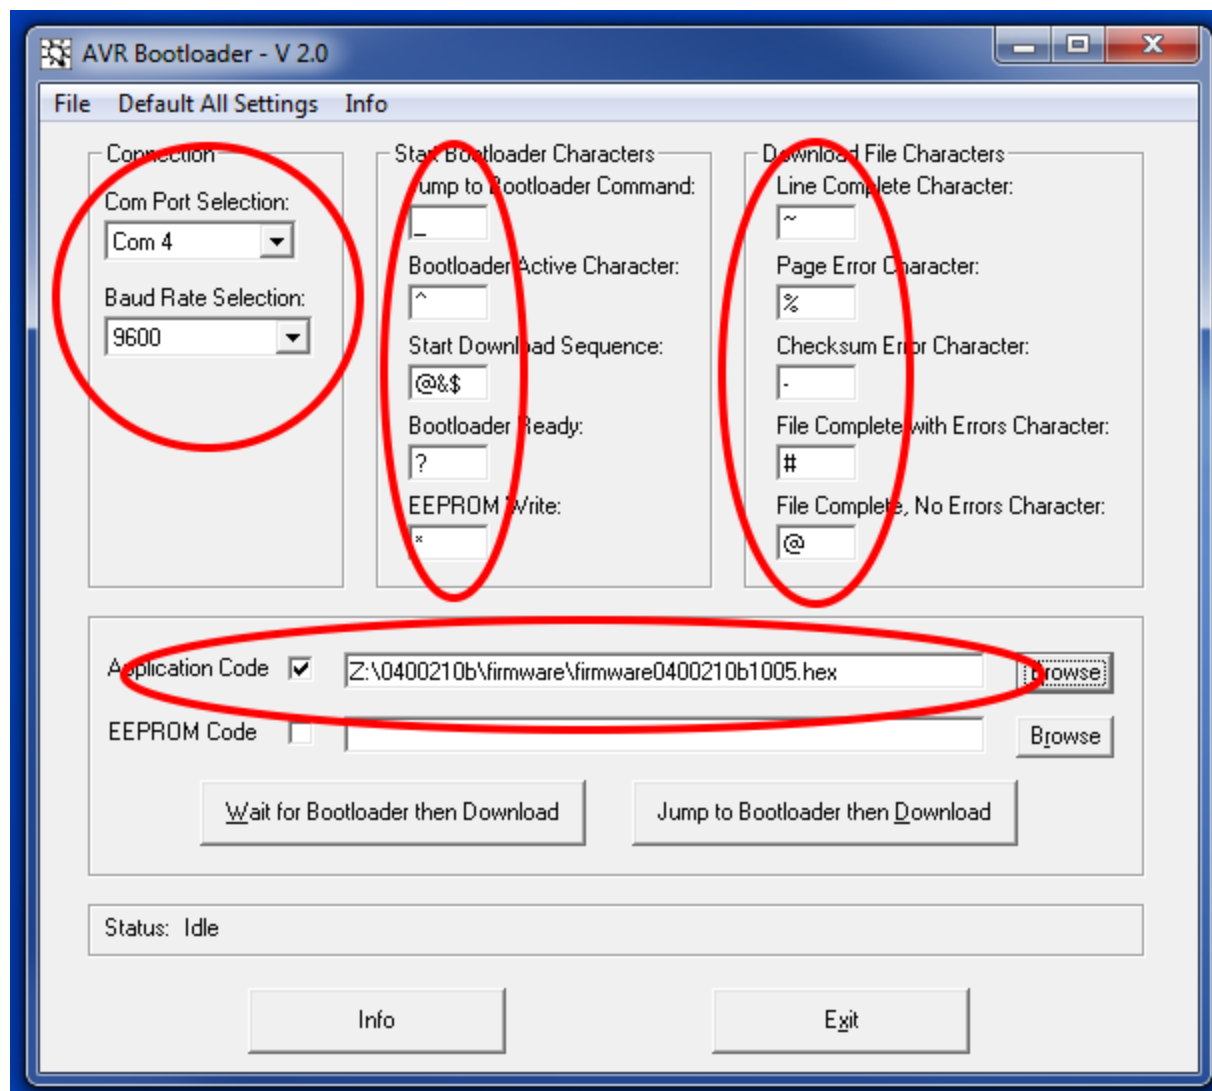 AVR Bootloader - V 2.0
File Default All Settings Info
Connection
Com Port Selection:
Com 4
Baud Rate Selection:
9600
Start Bootloader Characters
Jump to Bootloader Command:
_
Bootloader Active Character:
^
Start Download Sequence:
@&$
Bootloader Ready:
?
EEPROM Write:
*
Download File Characters
Line Complete Character:
~
Page Error Character:
%
Checksum Error Character:
-
File Complete with Errors Character:
#
File Complete, No Errors Character:
@
Application Code Z:\0400210b\firmware\firmware0400210b1005.hex Browse
EEPROM Code Browse
Wait for Bootloader then Download Jump to Bootloader then Download
Status: Idle
Info Exit